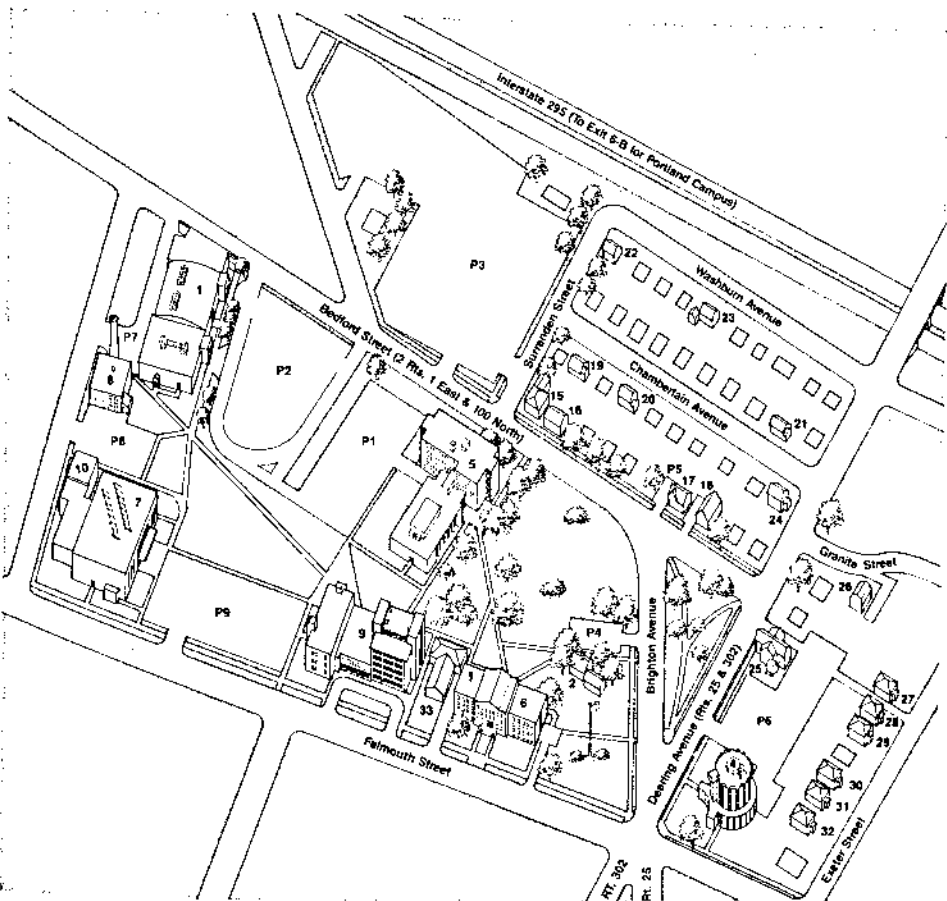 Interstate 295 (To Exit 6-B for Portland Campus)
22
P3
Washburn Avenue
1
23
Surrenden Street
Bedford Street (2 Rts. 1 East & 100 North)
P7
P2
19
Chamberlain Avenue
8
15
20
P1
16
21
5
P8
10
P5
17
18
7
24
Granite Street
26
P9
9
P4
Brighton Avenue
25
2
6
33
27
P6
28
29
Deering Avenue (Rts. 25 & 302)
30
Falmouth Street
31
32
Exeter Street
RT. 302
Rt. 25